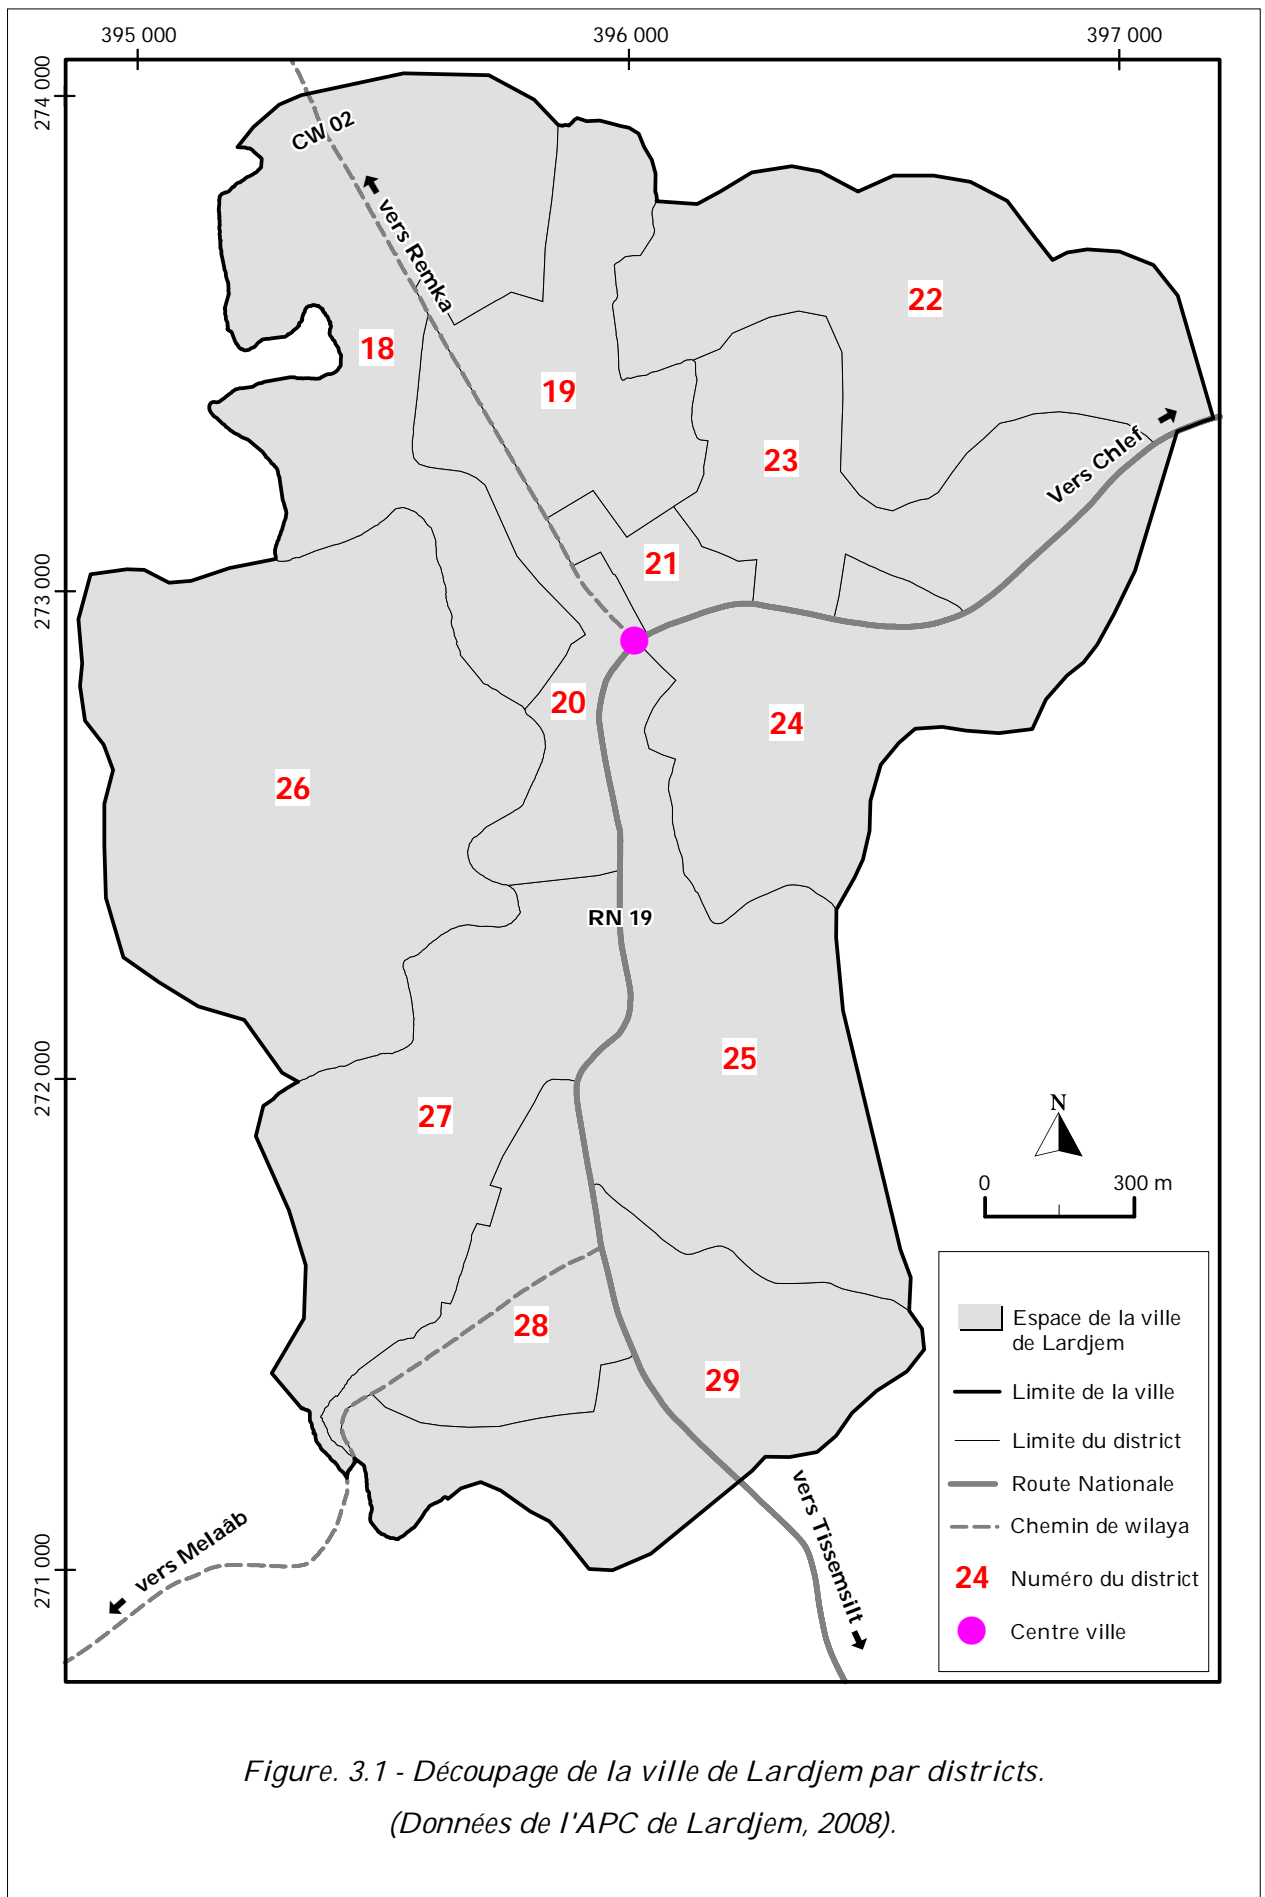 395 000
396 000
397 000
274 000
273 000
272 000
271 000
CW 02
vers Remka
22
18
19
23
Vers Chlef
21
20
24
26
RN 19
25
27
N
0
300 m
28
29
vers Melaâb
vers Tissemsilt
Espace de la ville
de Lardjem
Limite de la ville
Limite du district
Route Nationale
Chemin de wilaya
24
Numéro du district
Centre ville
Figure. 3.1 - Découpage de la ville de Lardjem par districts.
(Données de l'APC de Lardjem, 2008).